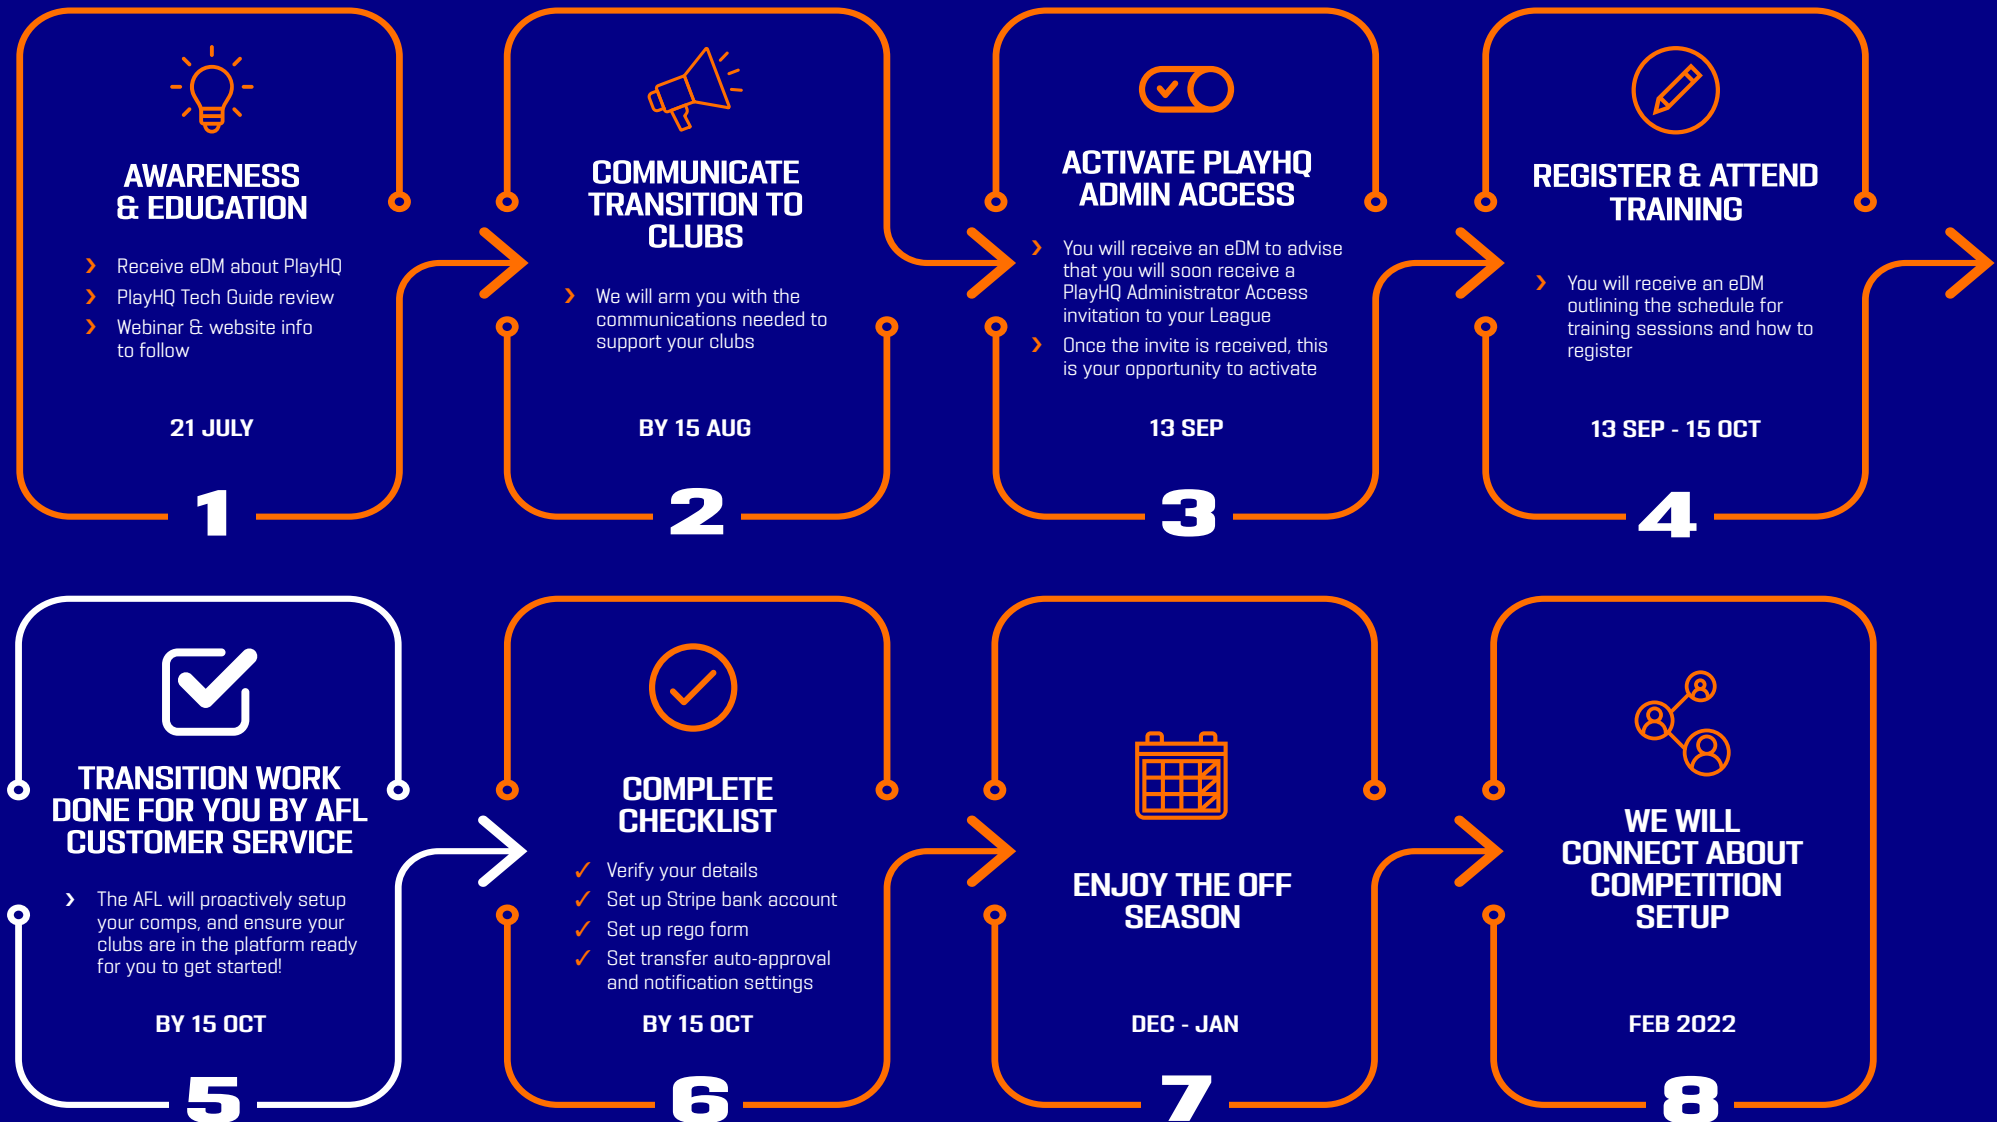 AWARENESS
& EDUCATION
Receive eDM about PlayHQ
PlayHQ Tech Guide review
Webinar & website info
to follow
21 JULY
1
COMMUNICATE
TRANSITION TO
CLUBS
We will arm you with the
communications needed to
support your clubs
BY 15 AUG
2
ACTIVATE PLAYHQ
ADMIN ACCESS
You will receive an eDM to advise
that you will soon receive a
PlayHQ Administrator Access
invitation to your League
Once the invite is received, this
is your opportunity to activate
13 SEP
3
REGISTER & ATTEND
TRAINING
You will receive an eDM
outlining the schedule for
training sessions and how to
register
13 SEP - 15 OCT
4
TRANSITION WORK
DONE FOR YOU BY AFL
CUSTOMER SERVICE
The AFL will proactively setup
your comps, and ensure your
clubs are in the platform ready
for you to get started!
BY 15 OCT
5
COMPLETE
CHECKLIST
Verify your details
Set up Stripe bank account
Set up rego form
Set transfer auto-approval
and notification settings
BY 15 OCT
6
ENJOY THE OFF
SEASON
DEC - JAN
7
WE WILL
CONNECT ABOUT
COMPETITION
SETUP
FEB 2022
8